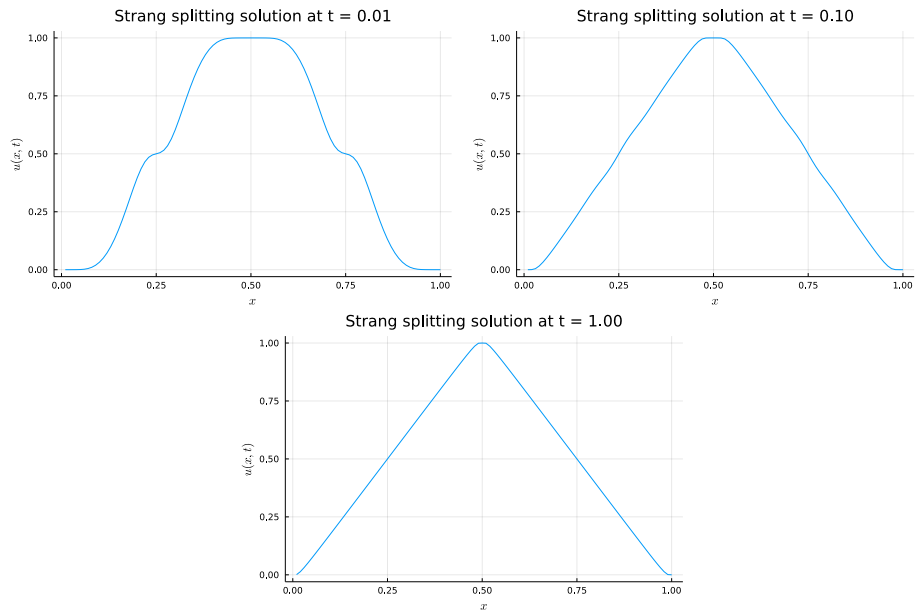 Strang splitting solution at t = 0.01
1.00
0.75
0.50
0.25
0.00
u(x, t)
0.00 0.25 0.50 0.75 1.00
x
Strang splitting solution at t = 0.10
1.00
0.75
0.50
0.25
0.00
u(x, t)
0.00 0.25 0.50 0.75 1.00
x
Strang splitting solution at t = 1.00
1.00
0.75
0.50
0.25
0.00
u(x, t)
0.00 0.25 0.50 0.75 1.00
x